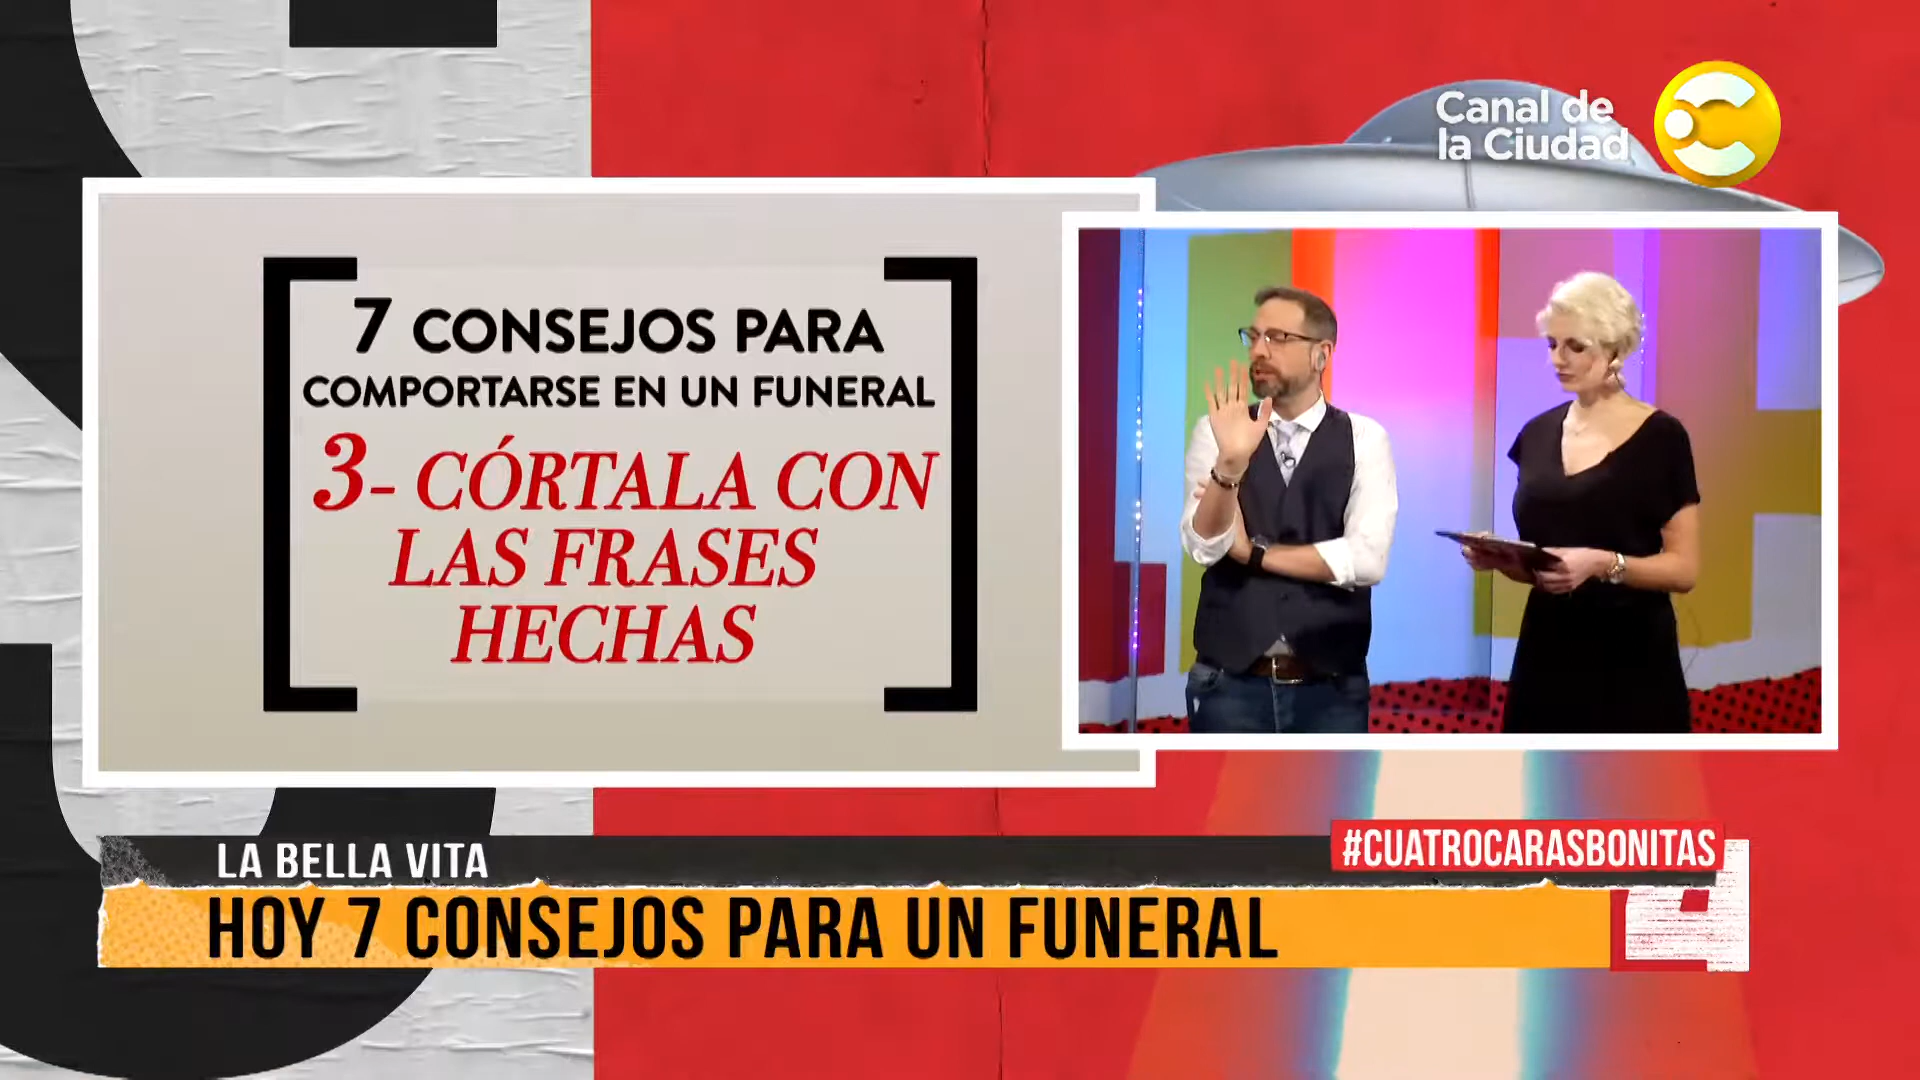 Canal de
la Ciudad
7 CONSEJOS PARA
COMPORTARSE EN UN FUNERAL
3- CÓRTALA CON
LAS FRASES
HECHAS
LA BELLA VITA
#CUATROCARASBONITAS
HOY 7 CONSEJOS PARA UN FUNERAL